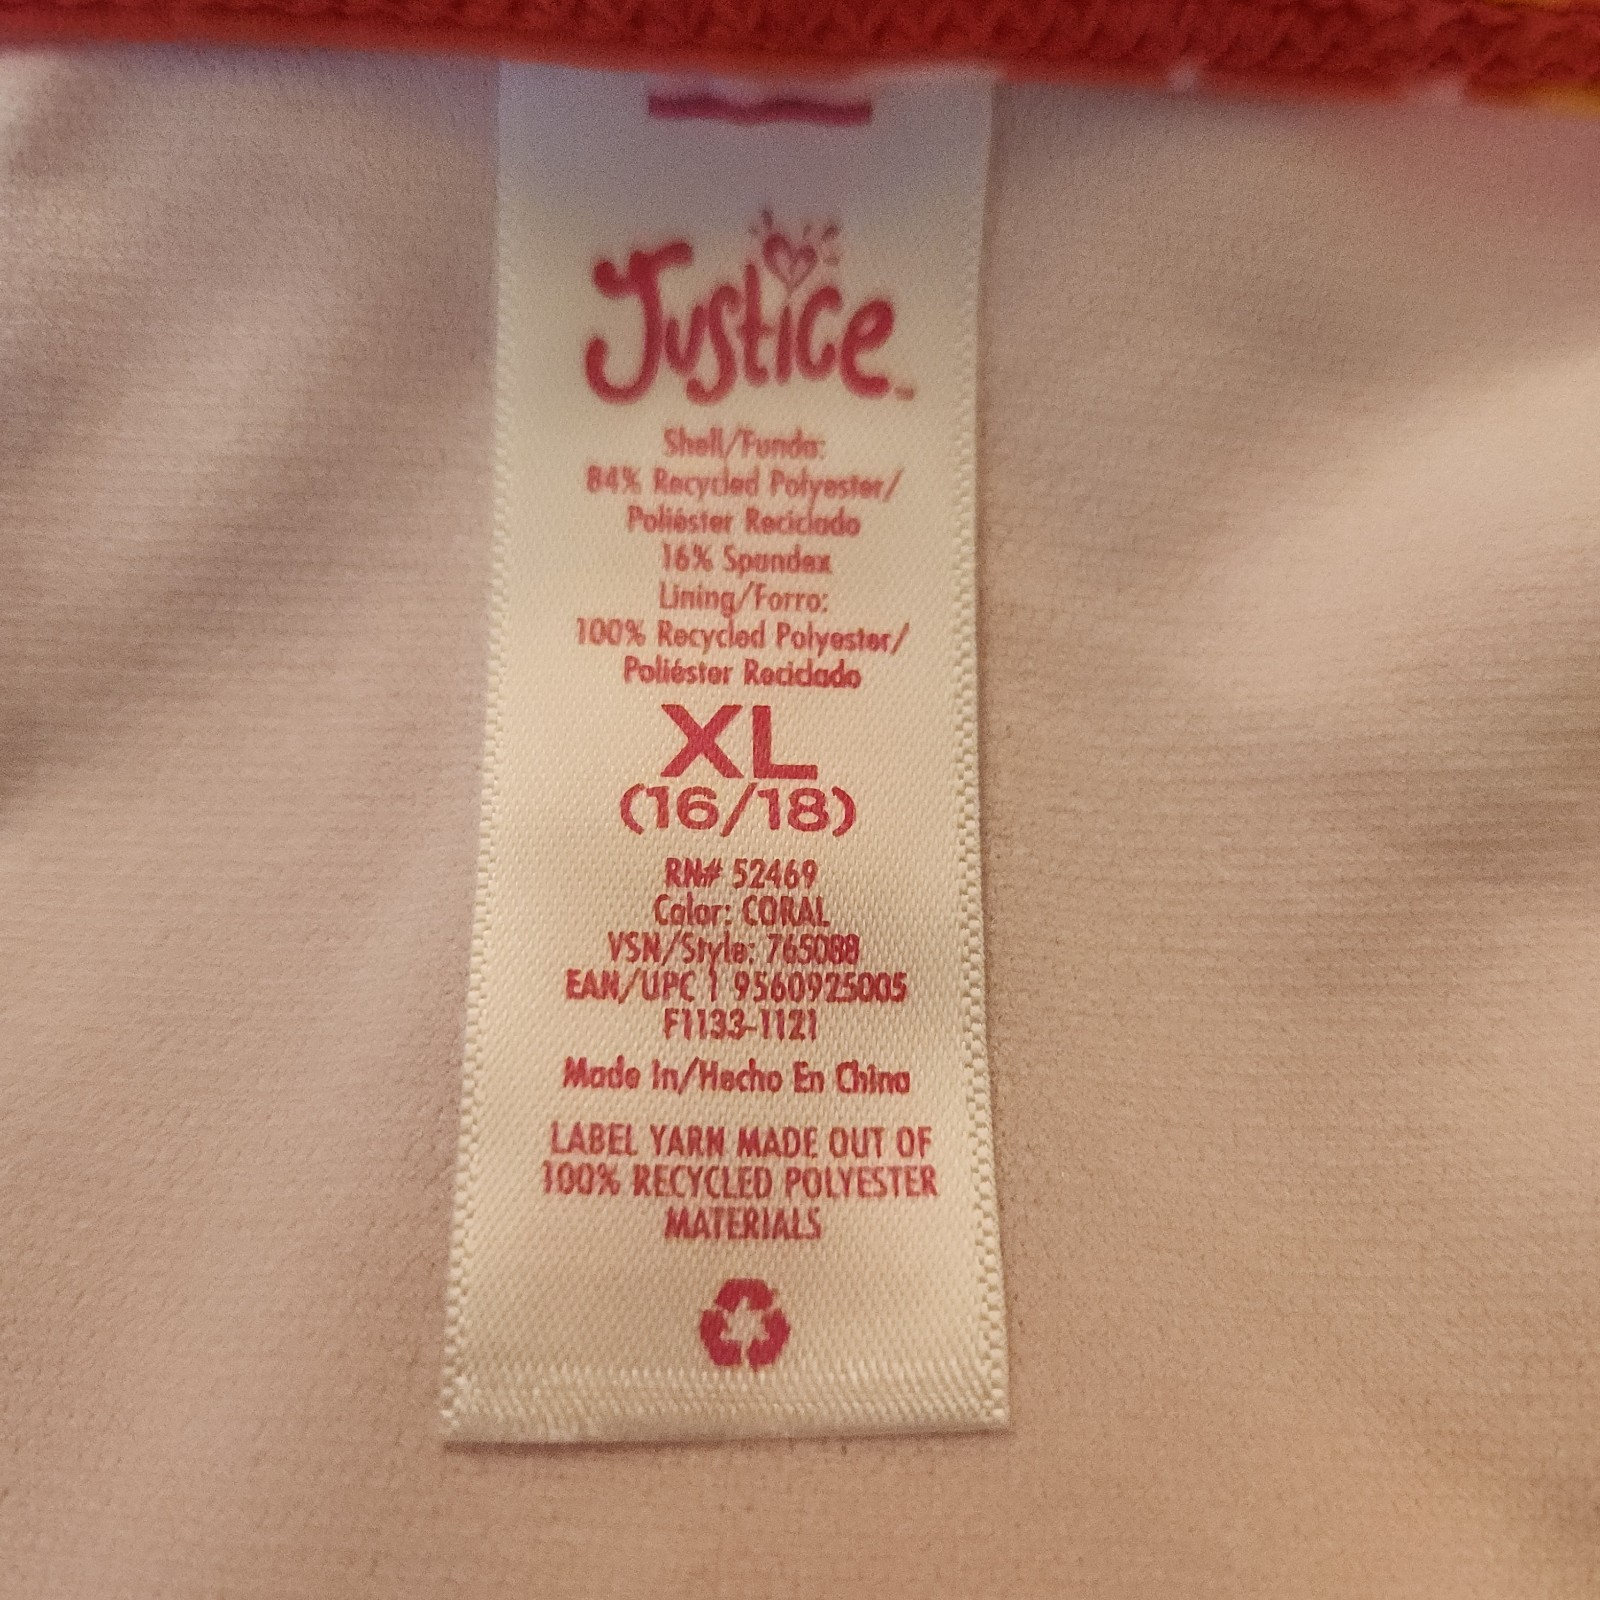 Justice™
Shell/Funda:
84% Recycled Polyester/
Poliéster Reciclado
16% Spandex
Lining/Forro:
100% Recycled Polyester/
Poliéster Reciclado
XL
(16/18)
RN# 52469
Color: CORAL
VSN/Style: 765088
EAN/UPC 1 9560925005
F1133-1121
Made In/Hecho En China
LABEL YARN MADE OUT OF
100% RECYCLED POLYESTER
MATERIALS